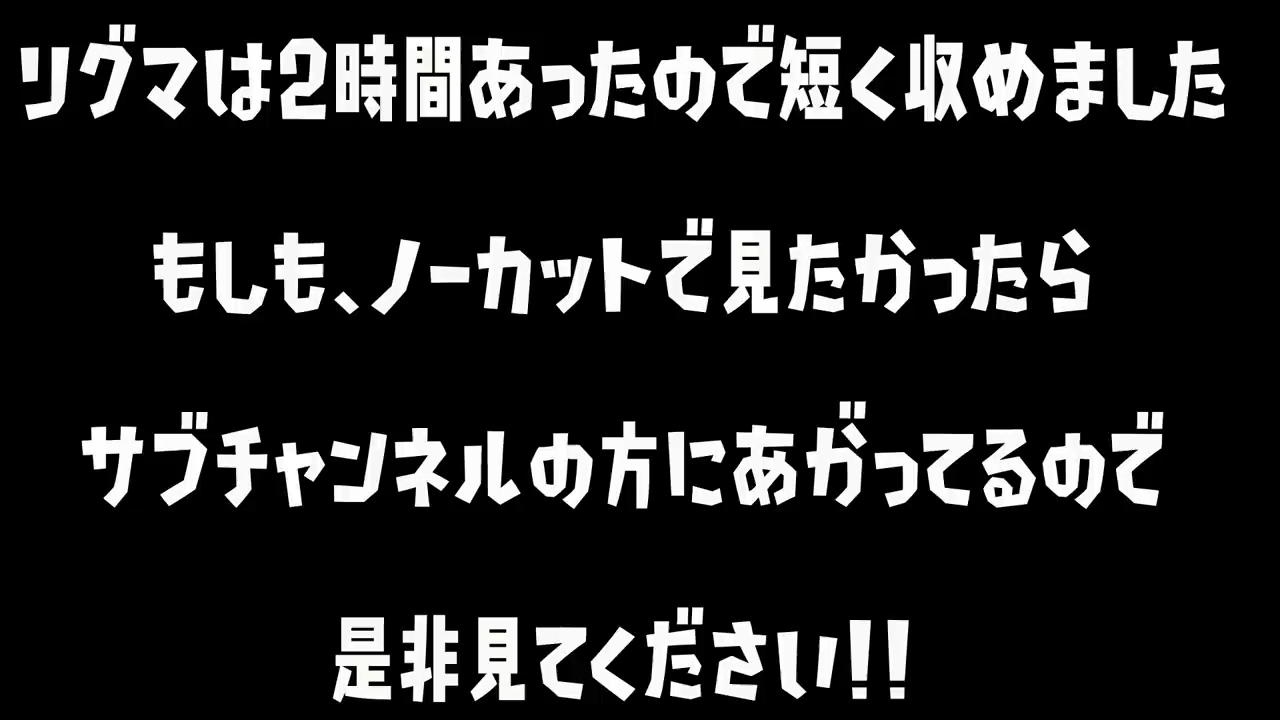 リグマは2時間あったので短く収めました
もしも、ノーカットで見たかったら
サブチャンネルの方にあがってるので
是非見てください!!